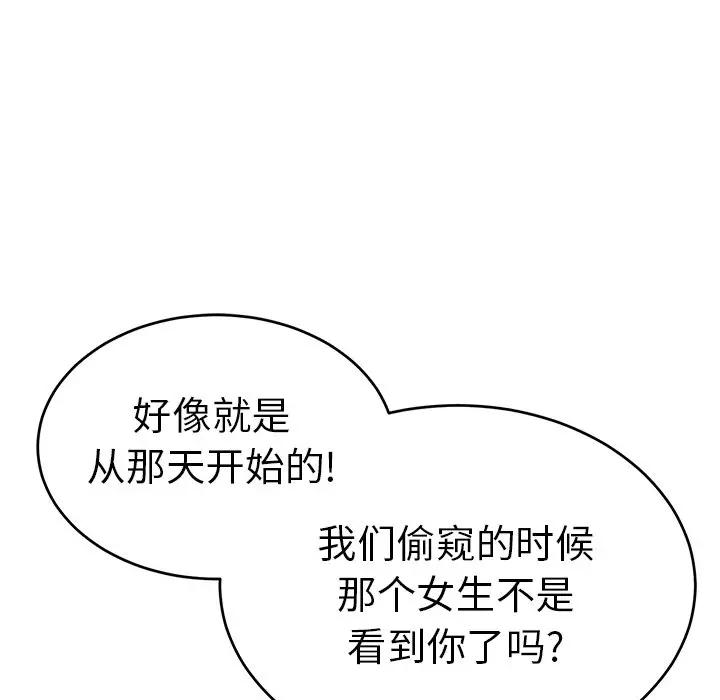 好像就是
从那天开始的!
我们偷窥的时候
那个女生不是
看到你了吗?